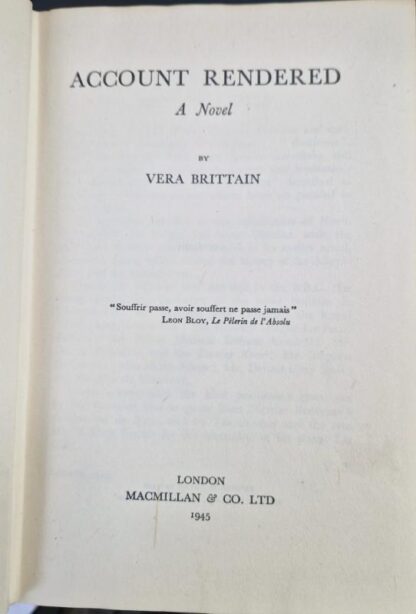 ACCOUNT RENDERED
A Novel
BY
VERA BRITTAIN
"Souffrir passe, avoir souffert ne passe jamais"
LEON BLOY, Le Pèlerin de l'Absolu
LONDON
MACMILLAN & CO. LTD
1945